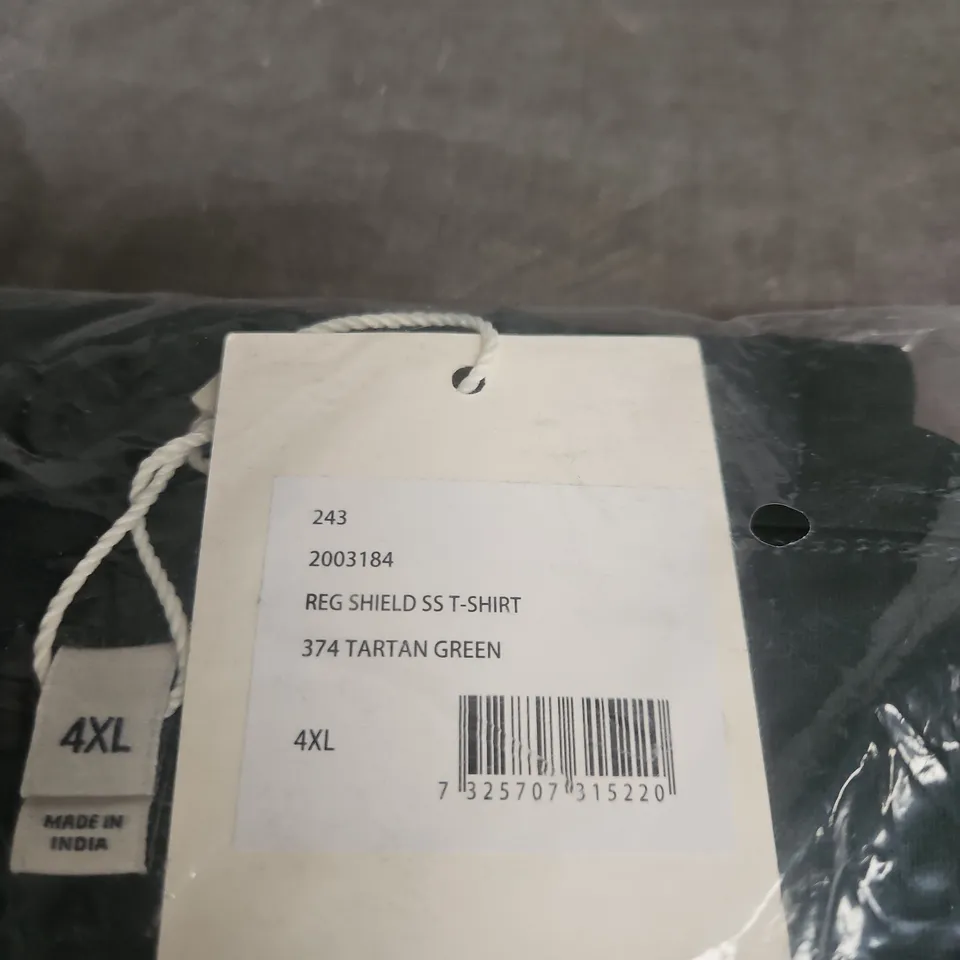 243
2003184
REG SHIELD SS T-SHIRT
374 TARTAN GREEN
4XL
7 325707 315220
4XL
MADE IN
INDIA